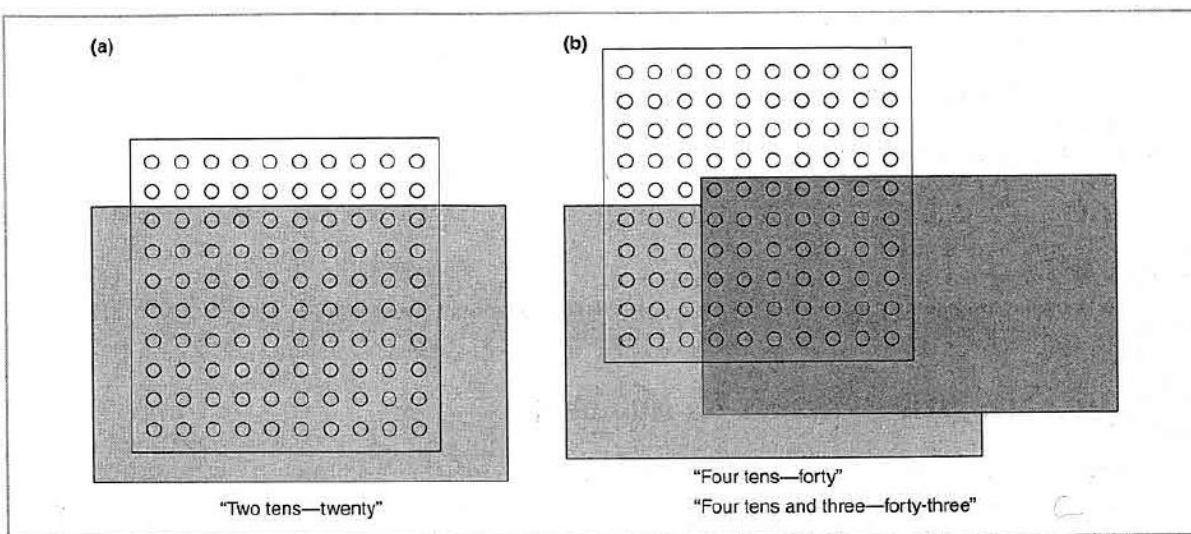 (a)
"Two tens—twenty"
(b)
"Four tens—forty"
"Four tens and three—forty-three"